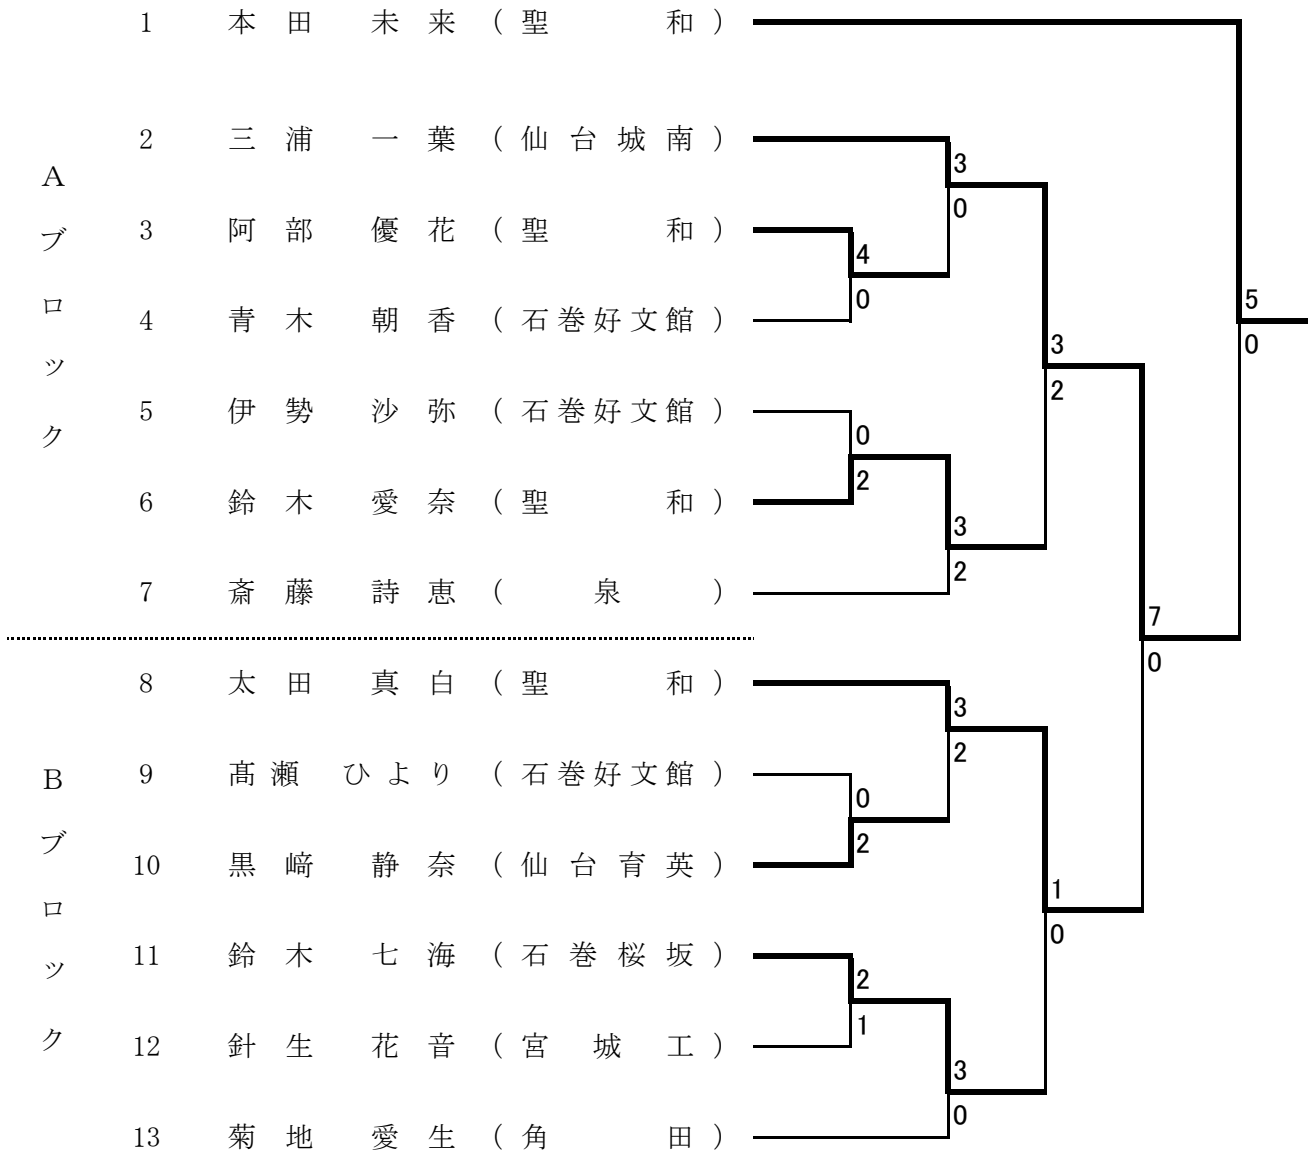 1 本田 未来 (聖 和)
2 三浦 一葉 (仙台城南)
3 阿部 優花 (聖 和)
4 青木 朝香 (石巻好文館)
5 伊勢 沙弥 (石巻好文館)
6 鈴木 愛奈 (聖 和)
7 斎藤 詩恵 ( 泉 )
8 太田 真白 (聖 和)
9 髙瀬 ひより (石巻好文館)
10 黒﨑 静奈 (仙台育英)
11 鈴木 七海 (石巻桜坂)
12 針生 花音 (宮城工)
13 菊地 愛生 (角 田)
Aブロック
Bブロック
3
0
4
0
0
2
3
2
3
2
3
2
0
2
2
1
3
0
1
0
7
0
5
0